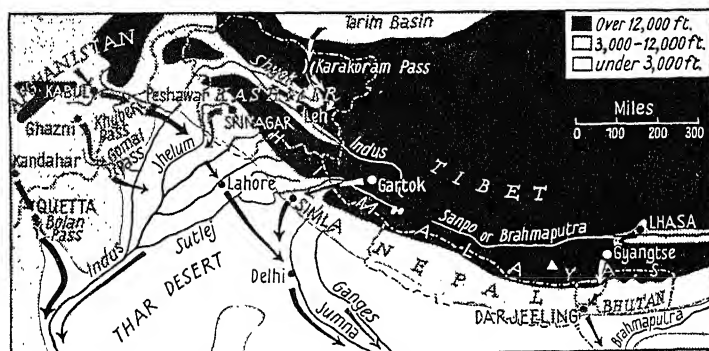 Tarim Basin
Over 12,000 ft.
3,000-12,000 ft.
under 3,000 ft.
Miles
0 100 200 300
AFGHANISTAN
KABUL
Peshawar
KASHMIR
Shyok
Karakoram Pass
Khyber Pass
Ghazni
Gomal Pass
SRINAGAR
Leh
Indus
Kandahar
Jhelum
Lahore
Gartok
TIBET
QUETTA
Bolan Pass
SIMLA
HIMALAYAS
Sanpo or Brahmaputra
LHASA
Gyangtse
Indus
Sutlej
NEPAL
THAR DESERT
Delhi
Ganges
Jumna
DARJEELING
BHUTAN
Brahmaputra